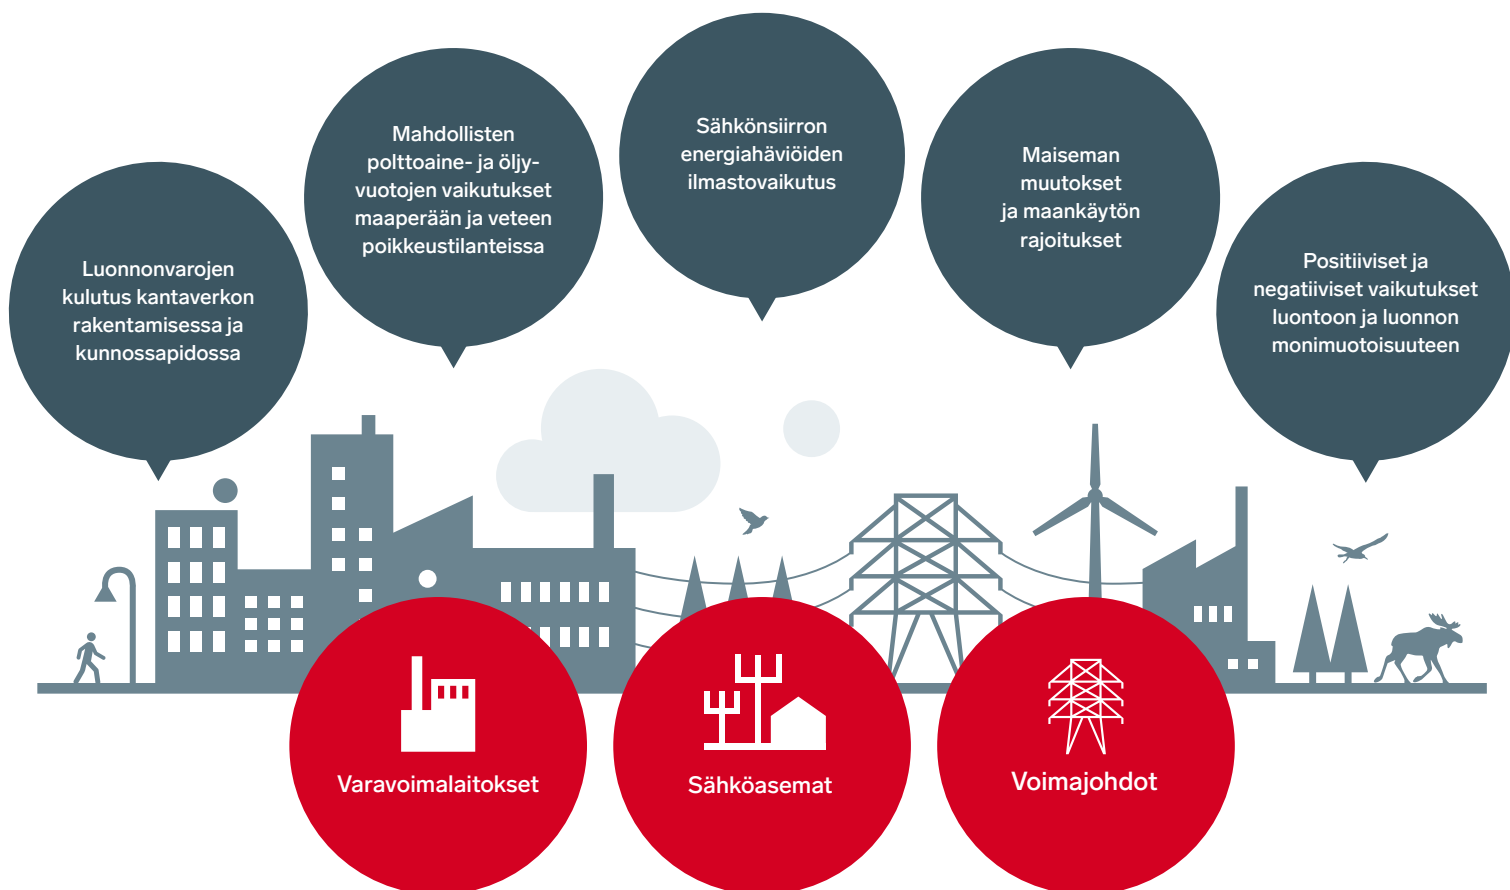 Luonnonvarojen
kulutus kantaverkon
rakentamisessa ja
kunnossapidossa
Mahdollisten
polttoaine- ja öljy-
vuotojen vaikutukset
maaperään ja veteen
poikkeustilanteissa
Sähkönsiirron
energiahäviöiden
ilmastovaikutus
Maiseman
muutokset
ja maankäytön
rajoitukset
Positiiviset ja
negatiiviset vaikutukset
luontoon ja luonnon
monimuotoisuuteen
Varavoimalaitokset
Sähköasemat
Voimajohdot